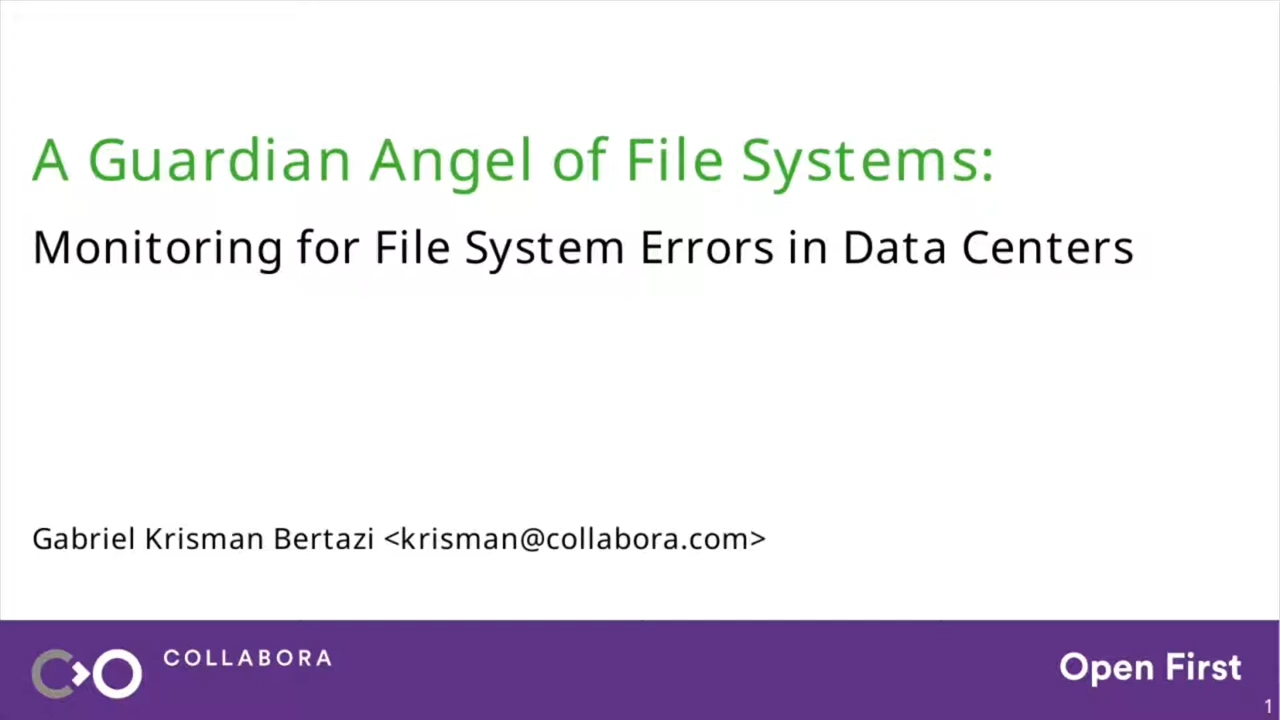 A Guardian Angel of File Systems:
Monitoring for File System Errors in Data Centers
Gabriel Krisman Bertazi <krisman@collabora.com>
COLLABORA
Open First
1